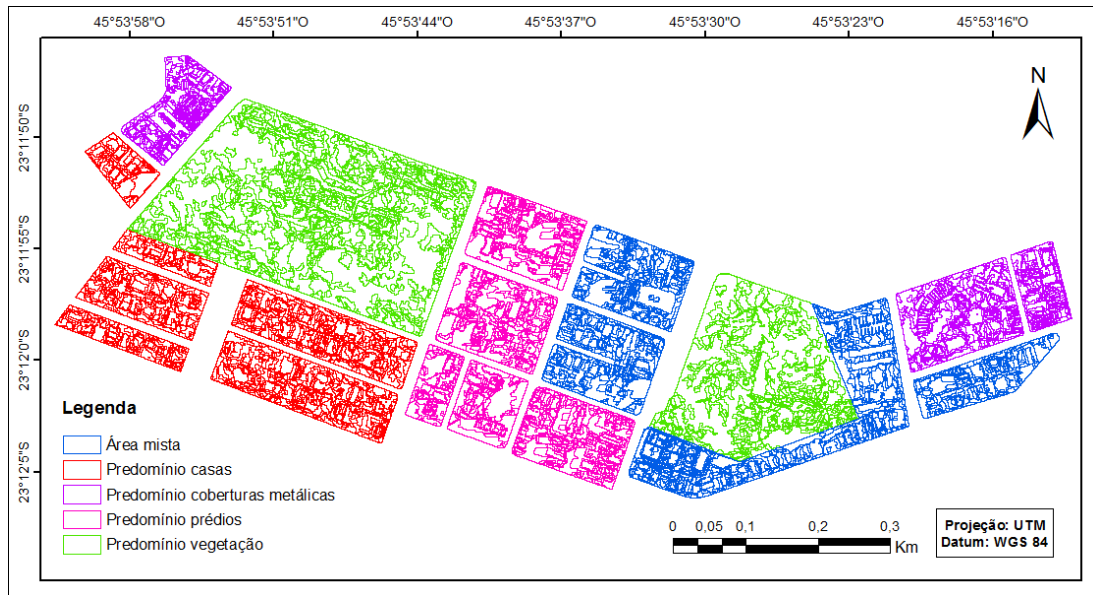 45°53'58"O 45°53'51"O 45°53'44"O 45°53'37"O 45°53'30"O 45°53'23"O 45°53'16"O
23°11'50"S
23°11'55"S
23°12'0"S
23°12'5"S
N
Legenda
Área mista
Predomínio casas
Predomínio coberturas metálicas
Predomínio prédios
Predomínio vegetação
0 0,05 0,1 0,2 0,3
Km
Projeção: UTM
Datum: WGS 84